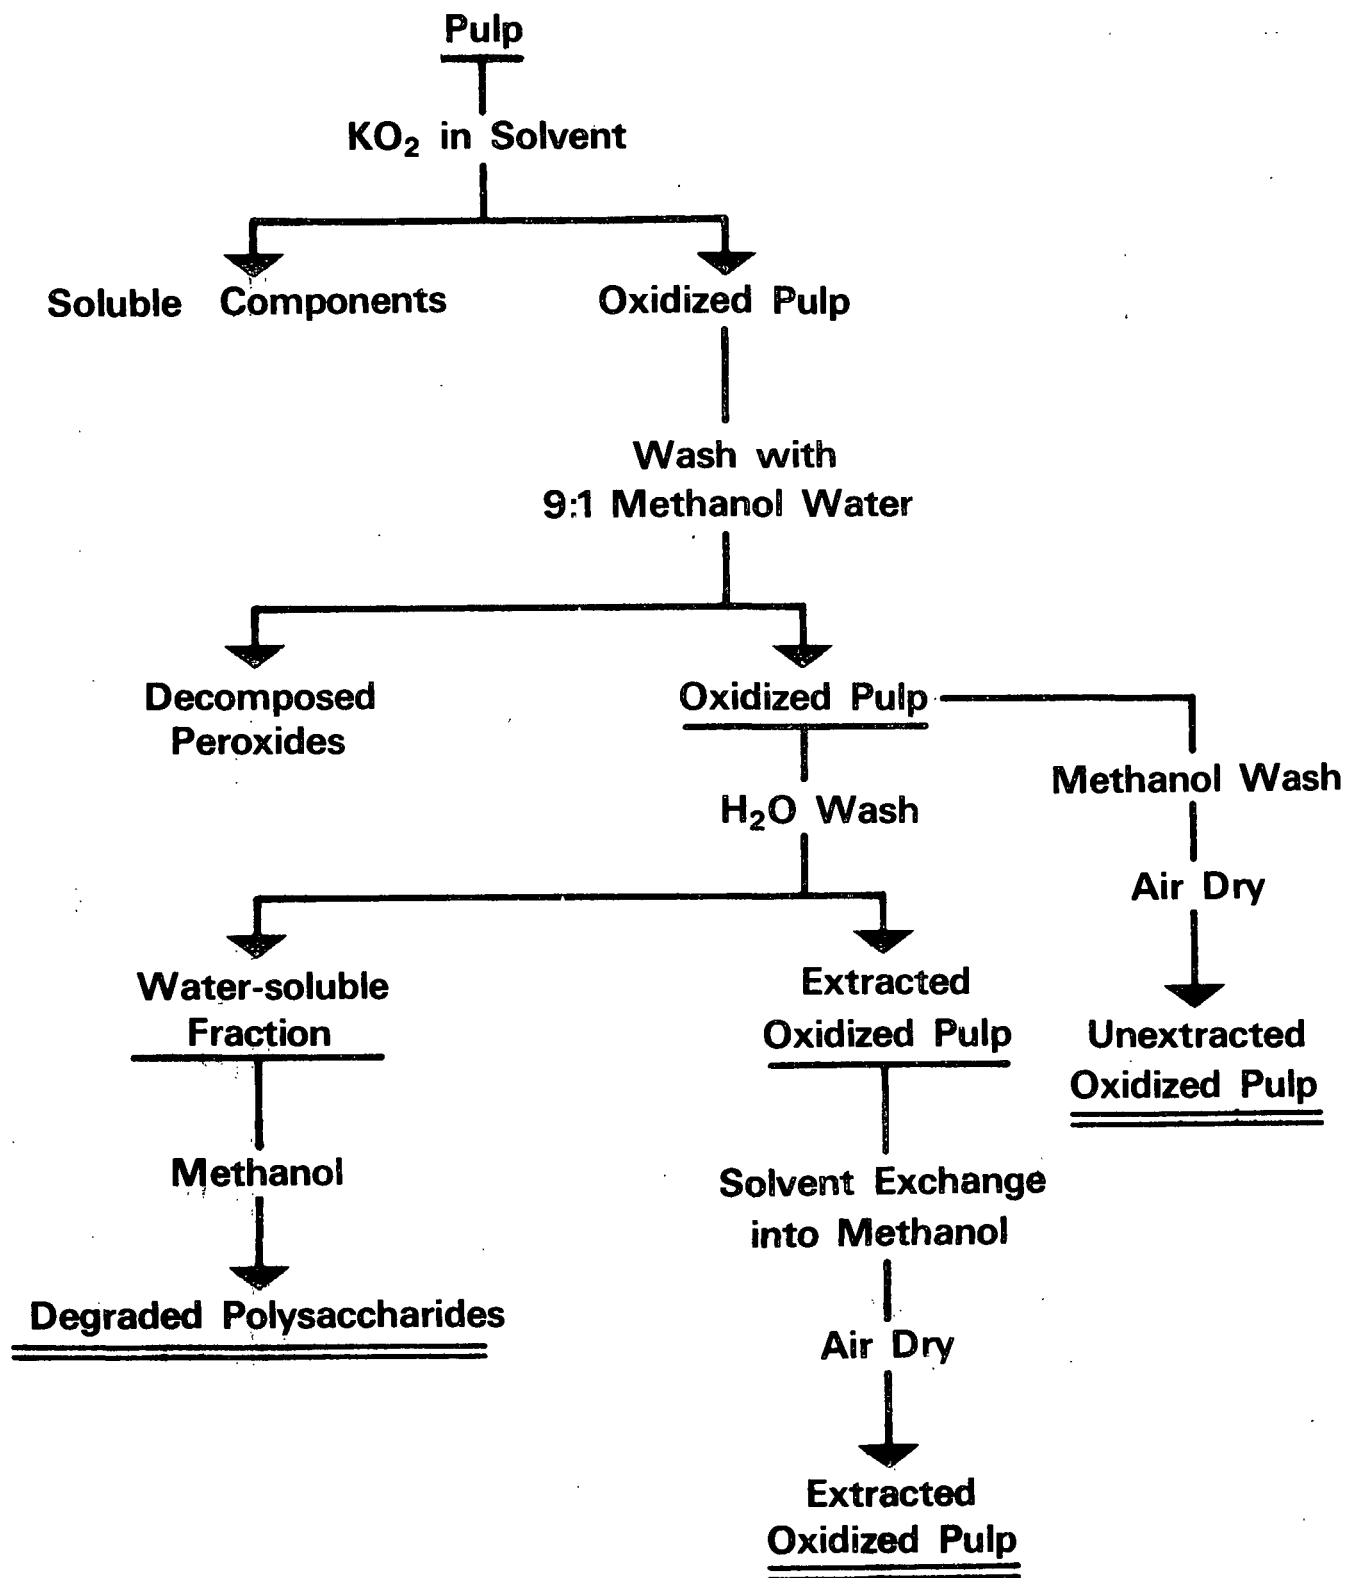 Pulp
KO₂ in Solvent
Soluble Components
Oxidized Pulp
Wash with
9:1 Methanol Water
Decomposed
Peroxides
Oxidized Pulp
Methanol Wash
H₂O Wash
Air Dry
Water-soluble
Fraction
Extracted
Oxidized Pulp
Unextracted
Oxidized Pulp
Methanol
Solvent Exchange
into Methanol
Degraded Polysaccharides
Air Dry
Extracted
Oxidized Pulp